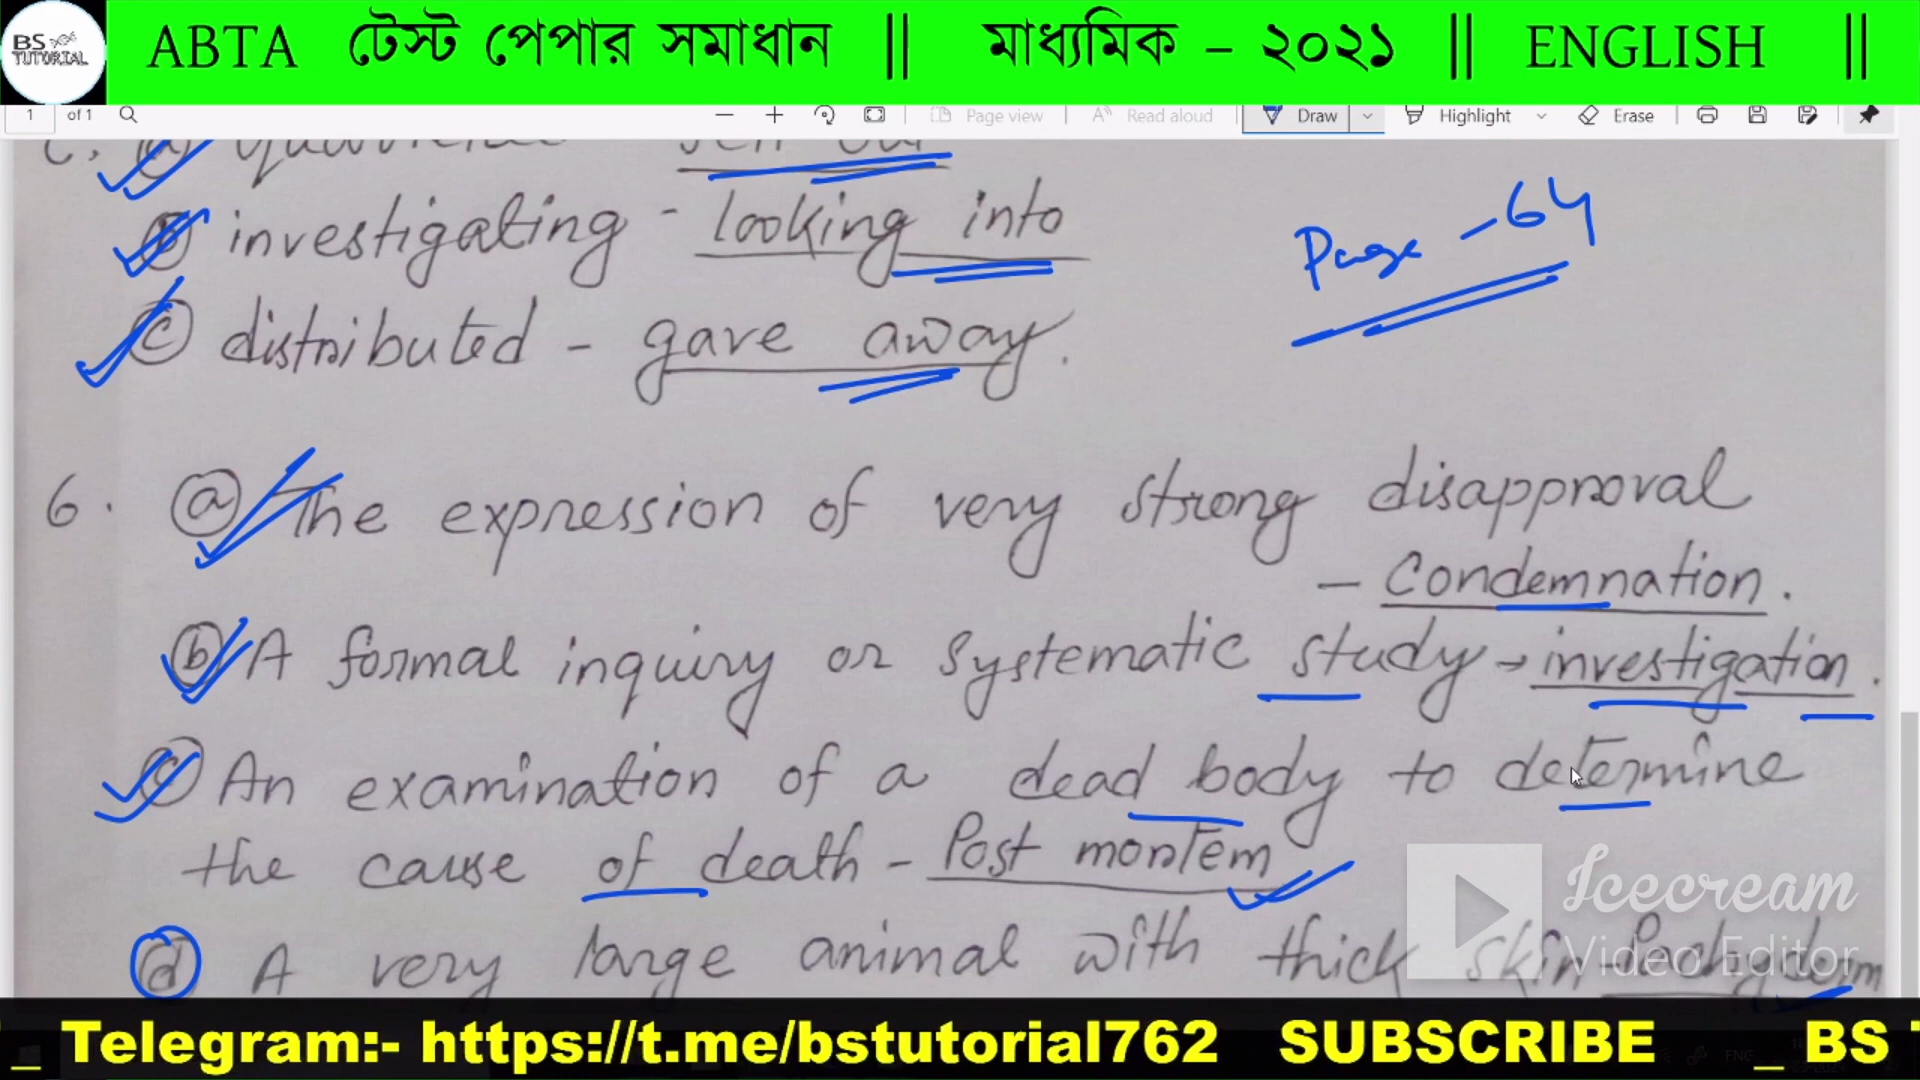 BS TUTORIAL
ABTA টেস্ট পেপার সমাধান || মাধ্যমিক – ২০২১ || ENGLISH ||
1 of 1 Page view Read aloud Draw Highlight Erase
(b) investigating - looking into
Page - 64
(c) distributed - gave away.
6. (a) The expression of very strong disapproval
- Condemnation.
(b) A formal inquiry or systematic study → investigation.
(c) An examination of a dead body to determine
the cause of death - Post mortem
(d) A very large animal with thick skin
Icecream
Video Editor
_ Telegram:- https://t.me/bstutorial762 SUBSCRIBE _ BS